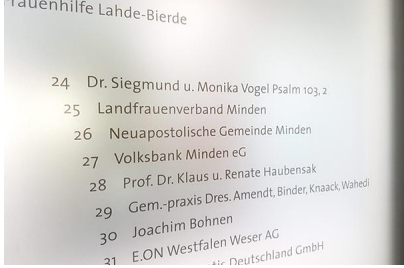 Frauenhilfe Lahde-Bierde
24 Dr. Siegmund u. Monika Vogel Psalm 103,2
25 Landfrauenverband Minden
26 Neuapostolische Gemeinde Minden
27 Volksbank Minden eG
28 Prof. Dr. Klaus u. Renate Haubensak
29 Gem.-praxis Dres. Amendt, Binder, Knaack, Wahedi
30 Joachim Bohnen
31 E.ON Westfalen Weser AG
Deutschland GmbH